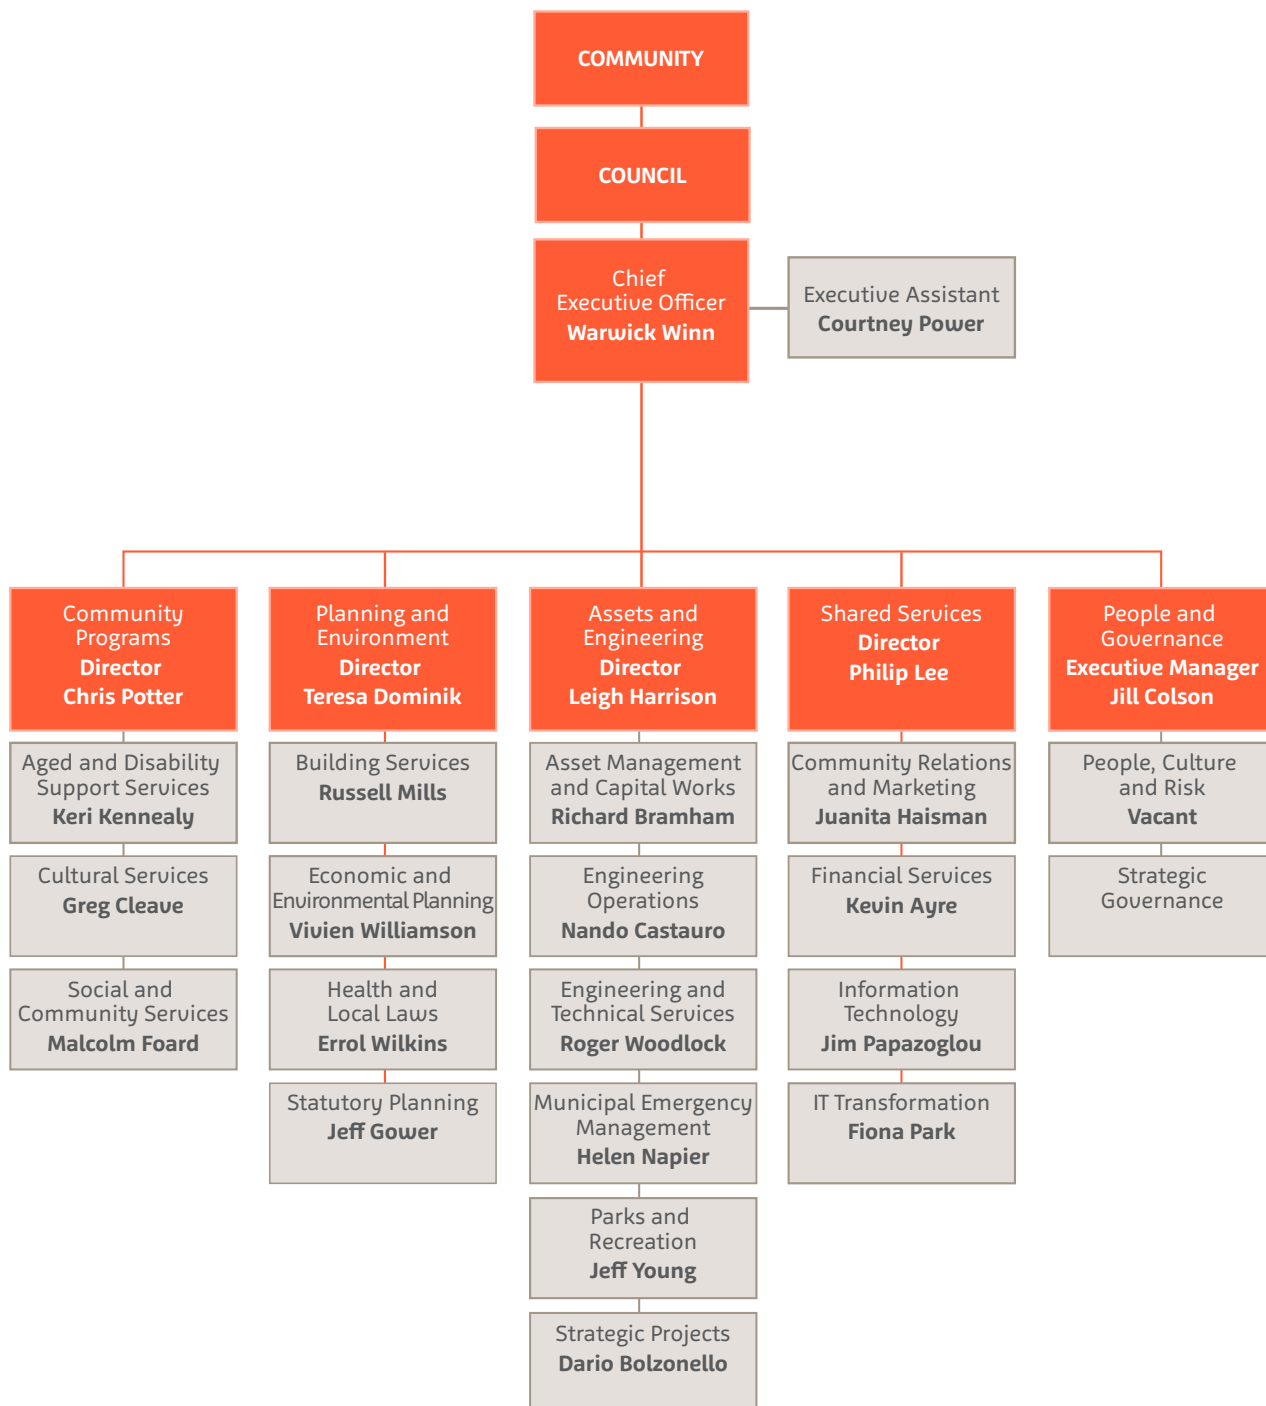 COMMUNITY
COUNCIL
Chief
Executive Officer
Warwick Winn
Executive Assistant
Courtney Power
Community
Programs
Director
Chris Potter
Aged and Disability
Support Services
Keri Kennealy
Cultural Services
Greg Cleave
Social and
Community Services
Malcolm Foard
Planning and
Environment
Director
Teresa Dominik
Building Services
Russell Mills
Economic and
Environmental Planning
Vivien Williamson
Health and
Local Laws
Errol Wilkins
Statutory Planning
Jeff Gower
Assets and
Engineering
Director
Leigh Harrison
Asset Management
and Capital Works
Richard Bramham
Engineering
Operations
Nando Castauro
Engineering and
Technical Services
Roger Woodlock
Municipal Emergency
Management
Helen Napier
Parks and
Recreation
Jeff Young
Strategic Projects
Dario Bolzonello
Shared Services
Director
Philip Lee
Community Relations
and Marketing
Juanita Haisman
Financial Services
Kevin Ayre
Information
Technology
Jim Papazoglou
IT Transformation
Fiona Park
People and
Governance
Executive Manager
Jill Colson
People, Culture
and Risk
Vacant
Strategic
Governance